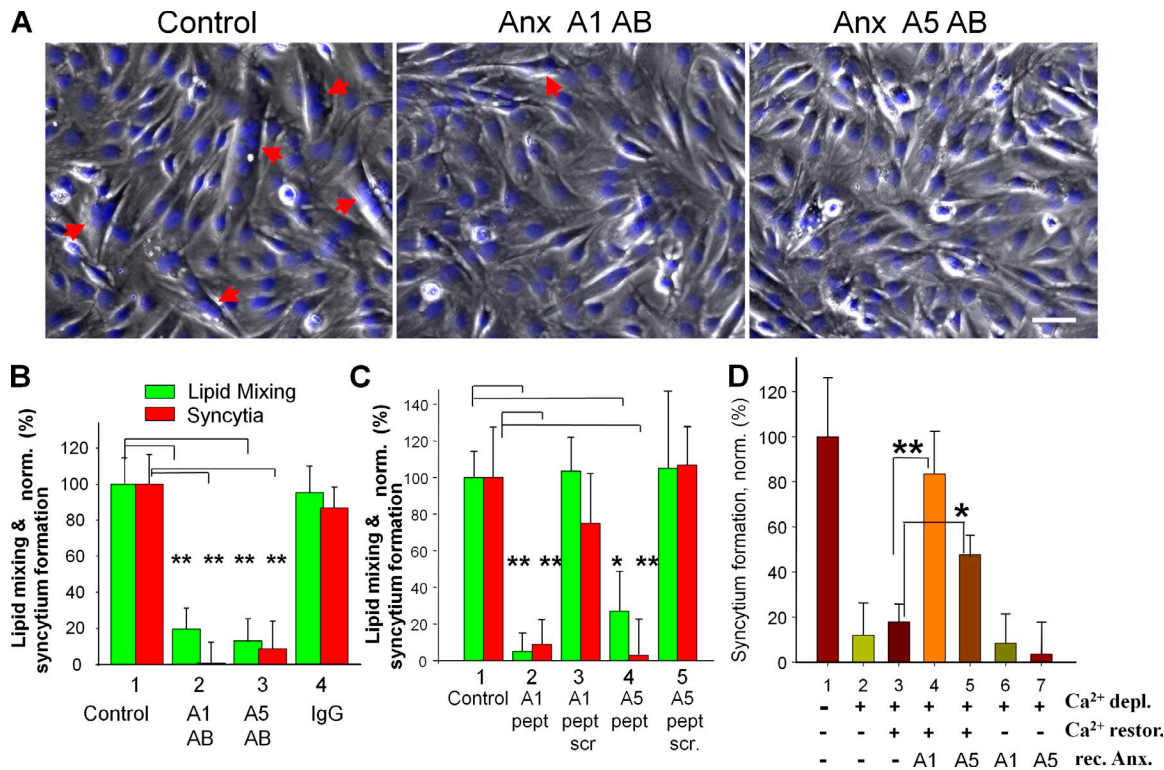 A
Control
Anx A1 AB
Anx A5 AB
B
Lipid Mixing
Syncytia
Lipid mixing & norm. (%)
syncytium formation
120
100
80
60
40
20
0
** ** ** **
1 2 3 4
Control A1 A5 IgG
AB AB
C
Lipid mixing & norm. (%)
syncytium formation
140
120
100
80
60
40
20
0
** ** * **
1 2 3 4 5
Control A1 A1 A5 A5
pept pept pept pept
scr scr.
D
Syncytium formation, norm. (%)
120
100
80
60
40
20
0
**
*
1 2 3 4 5 6 7
- + + + + + + Ca²⁺ depl.
- - + + + - - Ca²⁺ restor.
- - - A1 A5 A1 A5 rec. Anx.